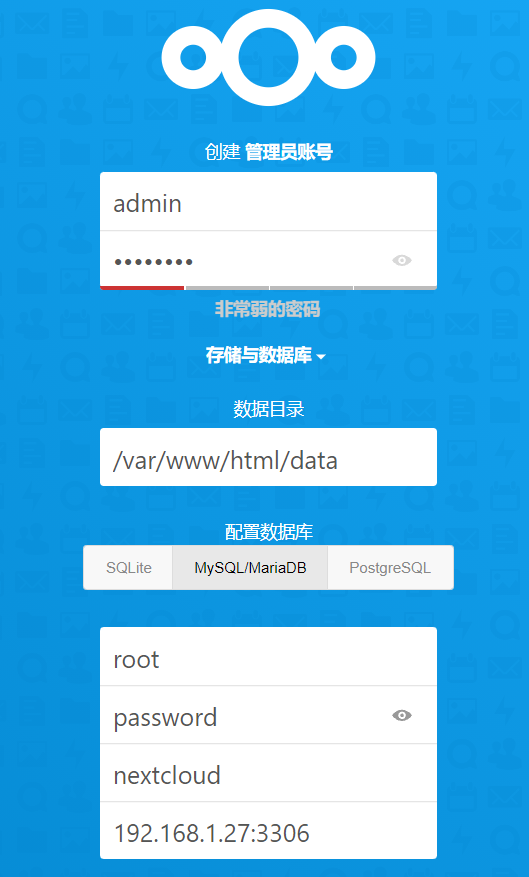 创建 管理员账号
admin
••••••••
非常弱的密码
存储与数据库
数据目录
/var/www/html/data
配置数据库
SQLite MySQL/MariaDB PostgreSQL
root
password
nextcloud
192.168.1.27:3306